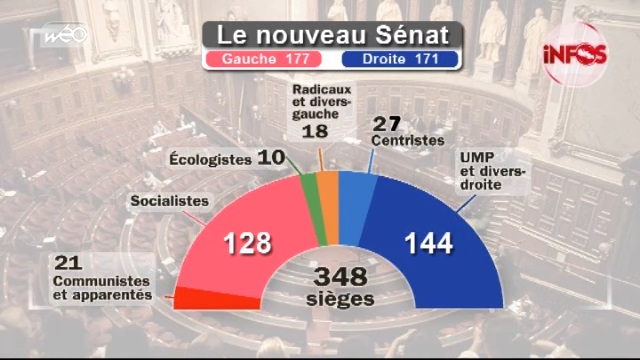 wéo
Le nouveau Sénat
Gauche 177
Droite 171
iNFOS
Radicaux
et divers-
gauche
18
27
Centristes
Écologistes 10
UMP
et divers-
droite
Socialistes
128
144
21
Communistes
et apparentés
348
sièges